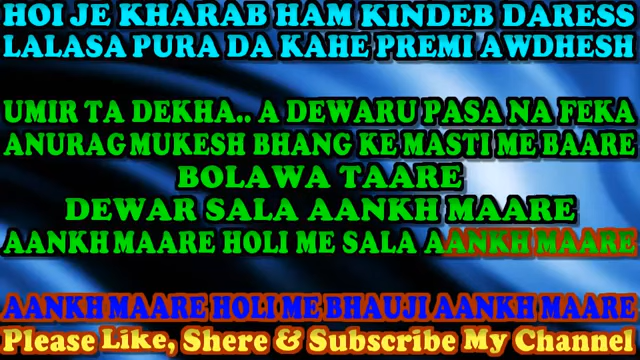 HOI JE KHARAB HAM KINDEB DARESS
LALASA PURA DA KAHE PREMI AWDHESH
UMIR TA DEKHA.. A DEWARU PASA NA FEKA
ANURAG MUKESH BHANG KE MASTI ME BAARE
BOLAWA TAARE
DEWAR SALA AANKH MAARE
AANKH MAARE HOLI ME SALA AANKH MAARE
AANKH MAARE HOLI ME BHAUJI AANKH MAARE
Please Like, Shere & Subscribe My Channel